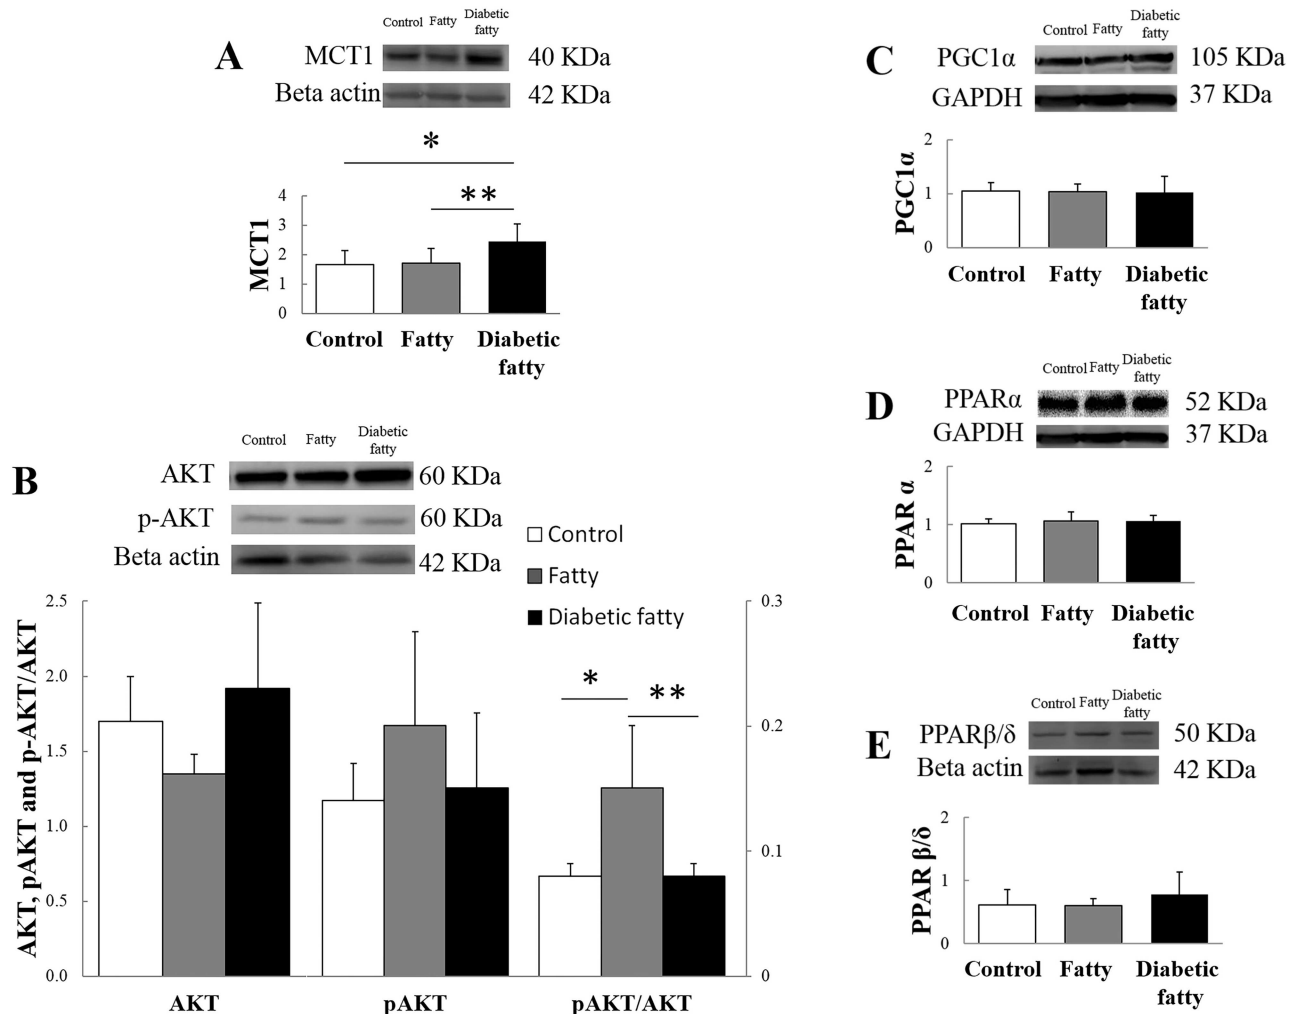 A
Control Fatty Diabetic fatty
MCT1 40 KDa
Beta actin 42 KDa
*
**
MCT1
4
3
2
1
0
Control Fatty Diabetic fatty
B
Control Fatty Diabetic fatty
AKT 60 KDa
p-AKT 60 KDa
Beta actin 42 KDa
Control
Fatty
Diabetic fatty
AKT, pAKT and p-AKT/AKT
2.5
2.0
1.5
1.0
0.5
0.0
0.3
0.2
0.1
0
*
**
AKT pAKT pAKT/AKT
C
Control Fatty Diabetic fatty
PGC1α 105 KDa
GAPDH 37 KDa
PGC1α
2
1
0
Control Fatty Diabetic fatty
D
Control Fatty Diabetic fatty
PPARα 52 KDa
GAPDH 37 KDa
PPAR α
2
1
0
Control Fatty Diabetic fatty
E
Control Fatty Diabetic fatty
PPARβ/δ 50 KDa
Beta actin 42 KDa
PPAR β/δ
2
1
0
Control Fatty Diabetic fatty